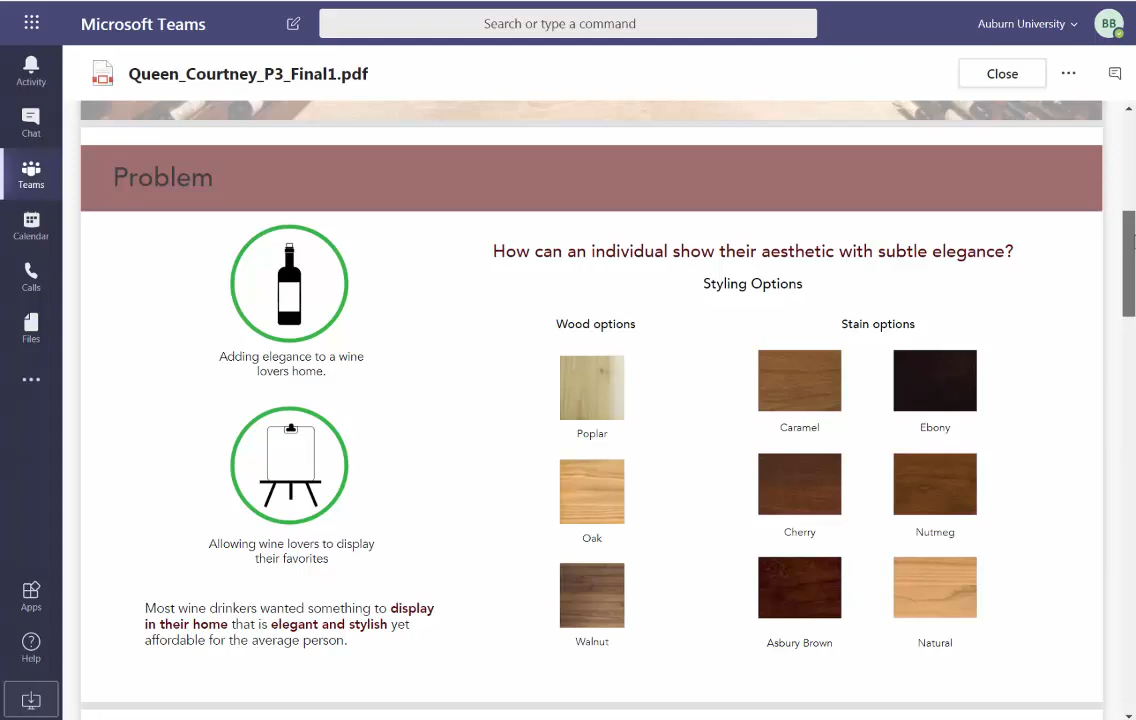 Microsoft Teams
Search or type a command
Auburn University
BB
Activity
Chat
Teams
Calendar
Calls
Files
Apps
Help
Queen_Courtney_P3_Final1.pdf
Close
Problem
Adding elegance to a wine
lovers home.
Allowing wine lovers to display
their favorites
Most wine drinkers wanted something to display
in their home that is elegant and stylish yet
affordable for the average person.
How can an individual show their aesthetic with subtle elegance?
Styling Options
Wood options
Poplar
Oak
Walnut
Stain options
Caramel
Ebony
Cherry
Nutmeg
Asbury Brown
Natural